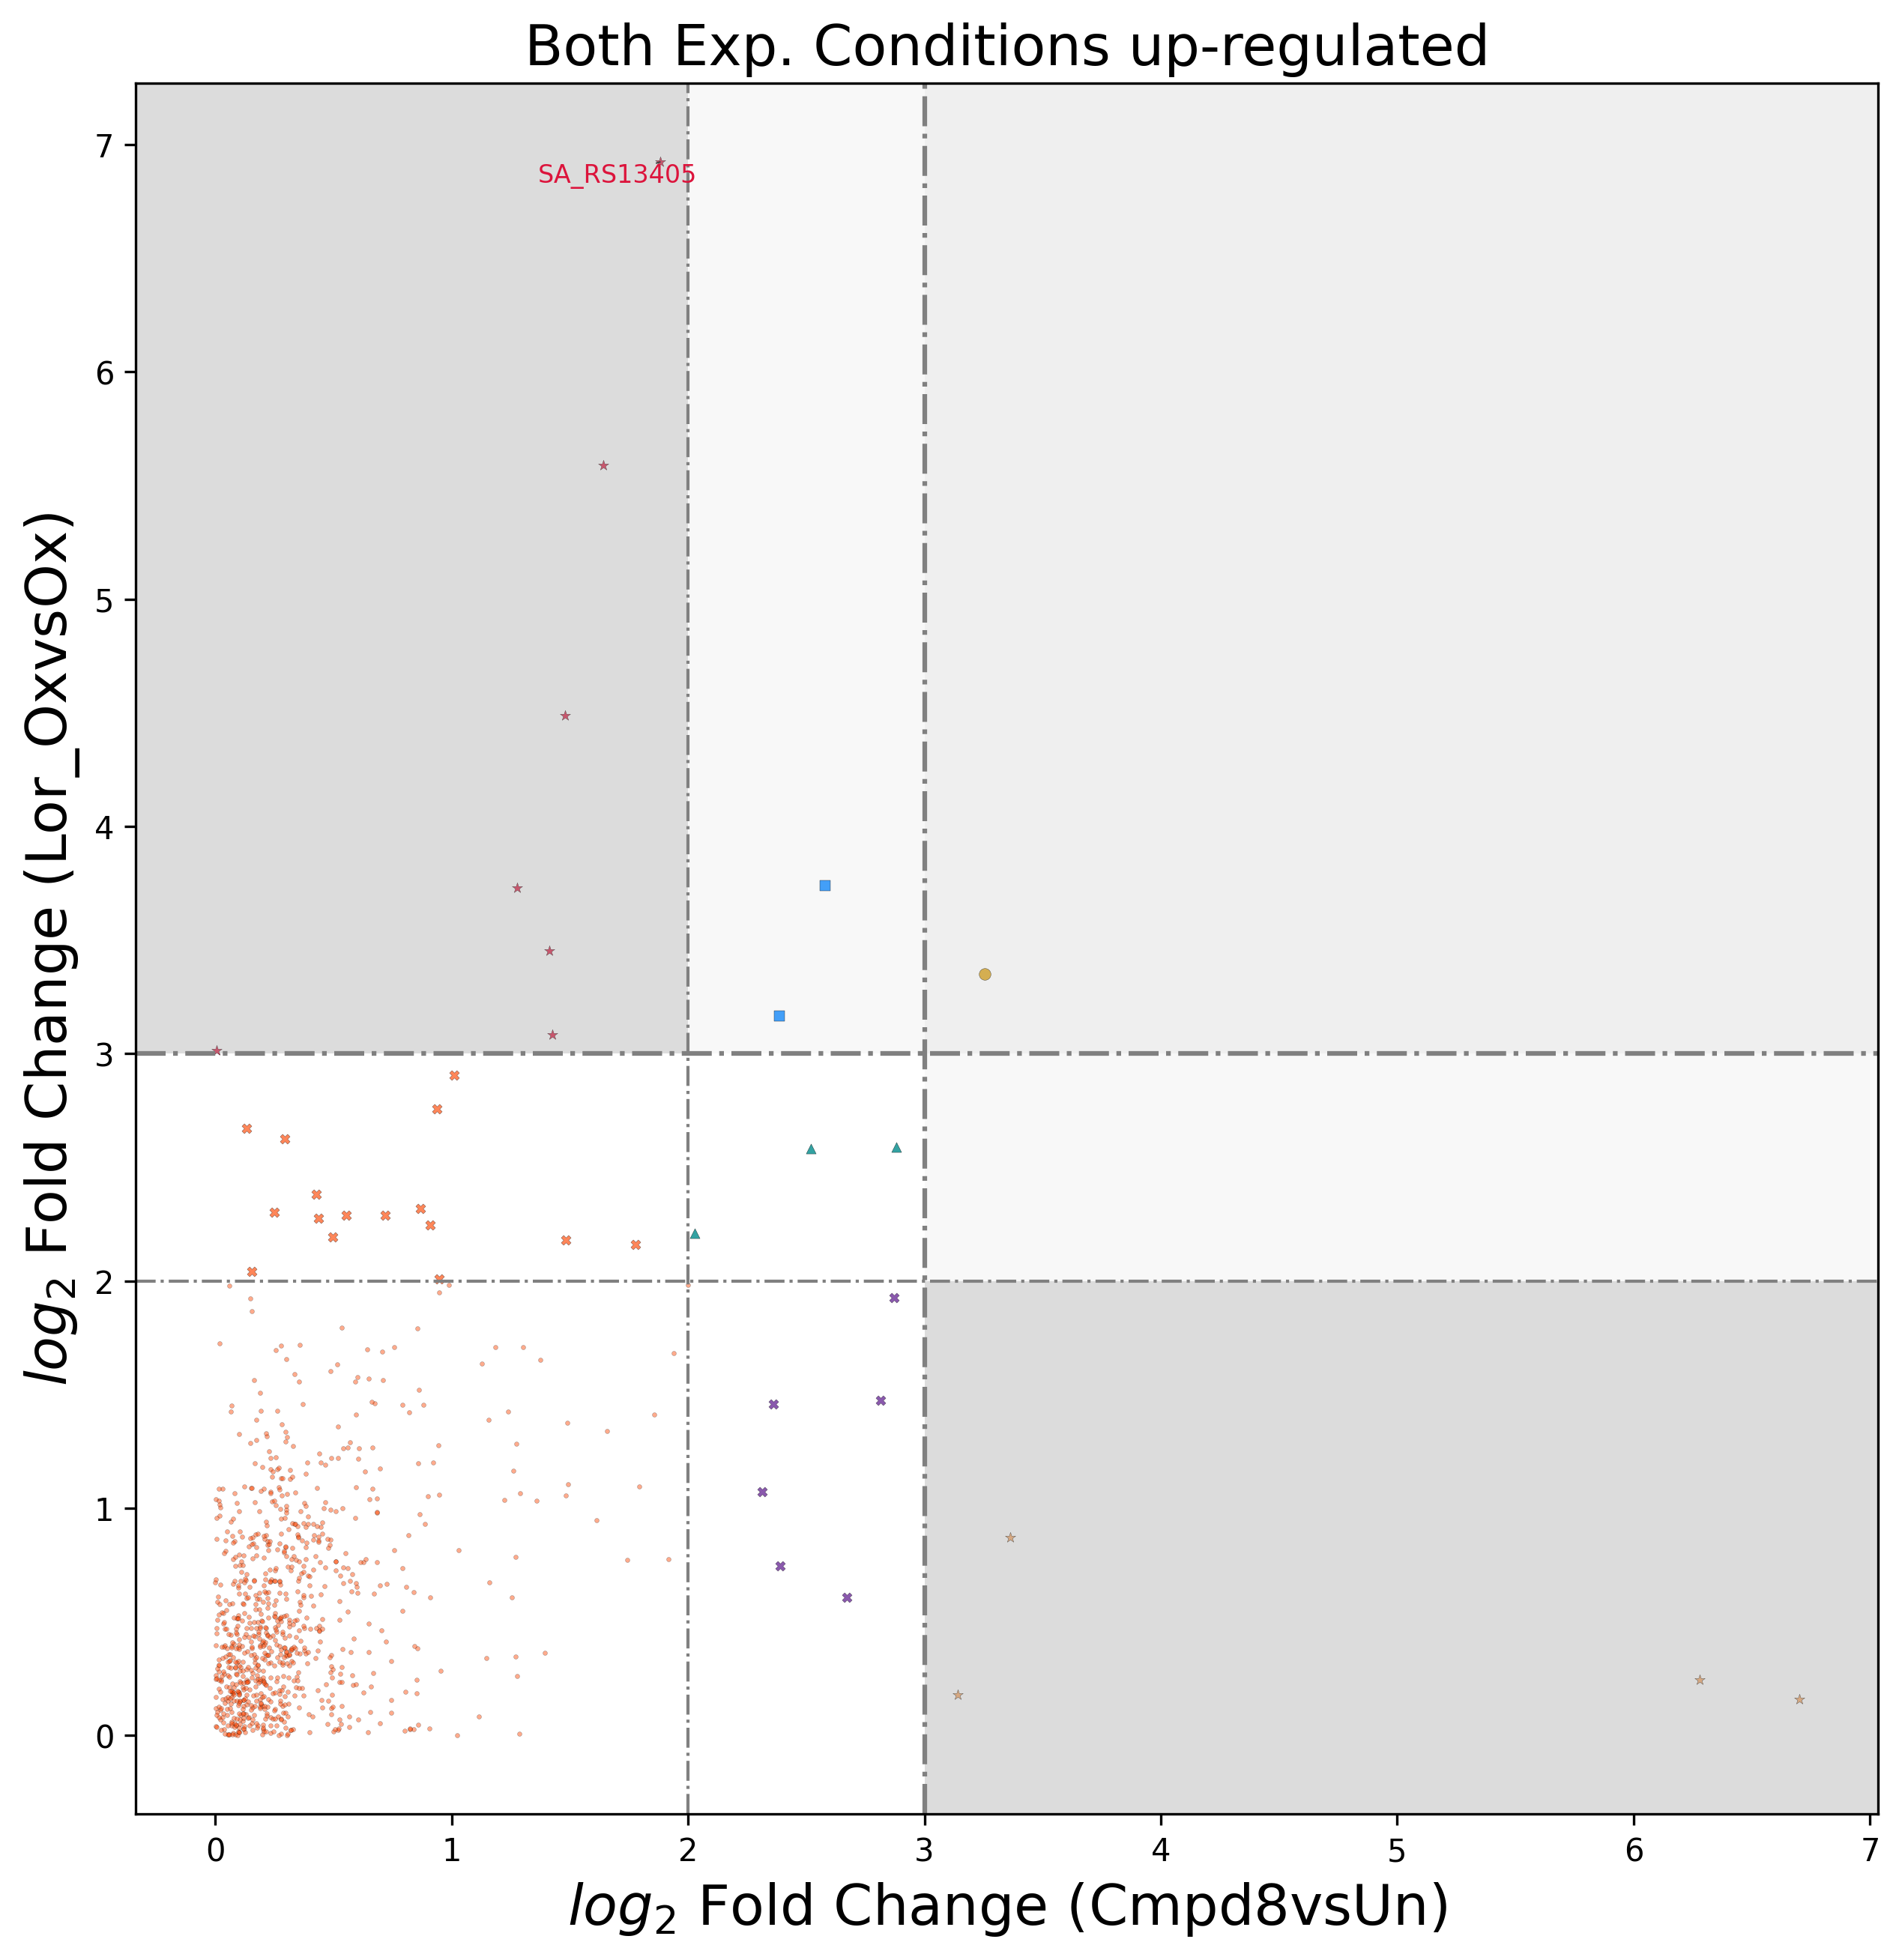 Both Exp. Conditions up-regulated
7
SA_RS13405
6
5
4
3
2
1
0
log2 Fold Change (Lor_OxvsOx)
0 1 2 3 4 5 6 7
log2 Fold Change (Cmpd8vsUn)